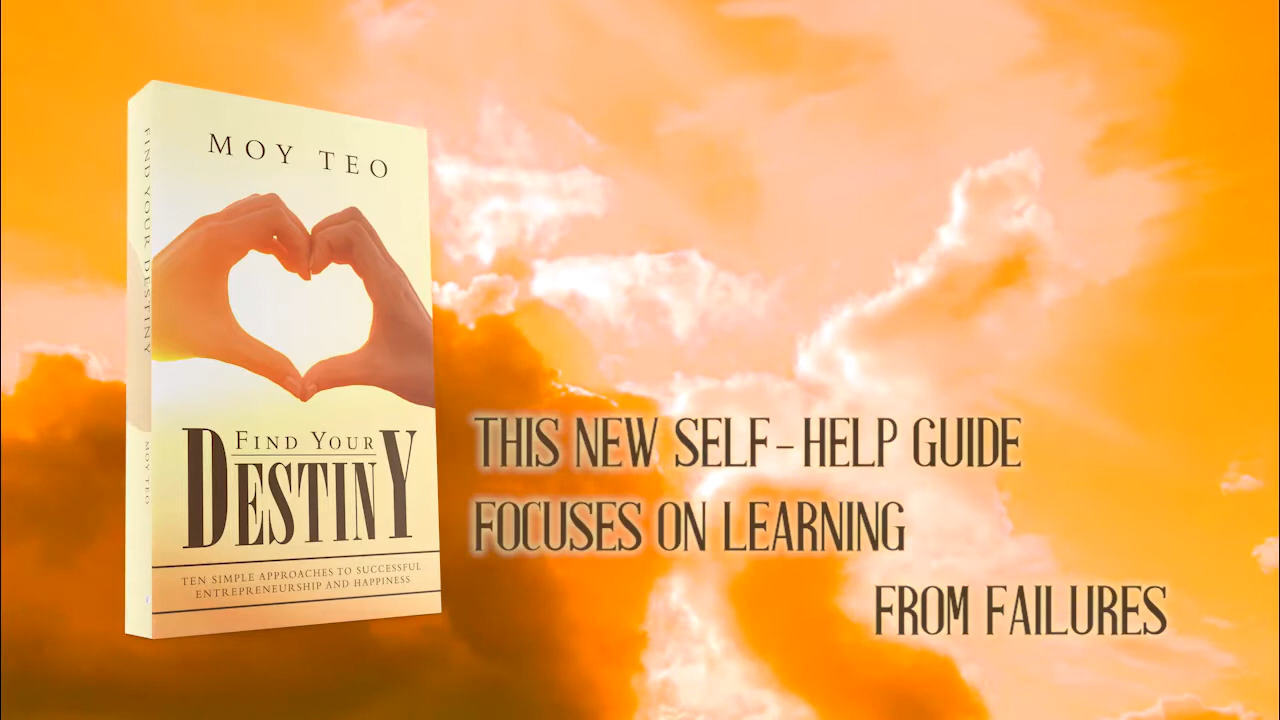 MOY TEO
FIND YOUR DESTINY
MOY TEO
FIND YOUR
DESTINY
TEN SIMPLE APPROACHES TO SUCCESSFUL
ENTREPRENEURSHIP AND HAPPINESS
THIS NEW SELF-HELP GUIDE
FOCUSES ON LEARNING
FROM FAILURES